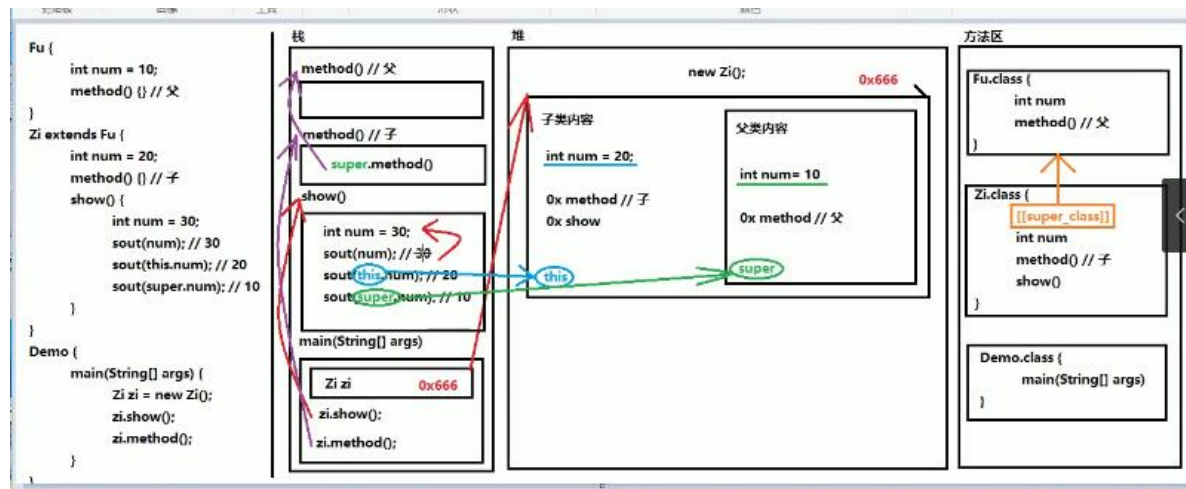 Fu {
int num = 10;
method() {} // 父
}
Zi extends Fu {
int num = 20;
method() {} // 子
show() {
int num = 30;
sout(num); // 30
sout(this.num); // 20
sout(super.num); // 10
}
}
Demo {
main(String[] args) {
Zi zi = new Zi();
zi.show();
zi.method();
}
}
栈
method() // 父
method() // 子
super.method()
show()
int num = 30;
sout(num); // 30
sout(this.num); // 20
sout(super.num); // 10
main(String[] args)
Zi zi 0x666
zi.show();
zi.method();
堆
new Zi(); 0x666
子类内容
int num = 20;
0x method // 子
0x show
this
父类内容
int num= 10
0x method // 父
super
方法区
Fu.class {
int num
method() // 父
}
Zi.class {
[[super_class]]
int num
method() // 子
show()
}
Demo.class {
main(String[] args)
}